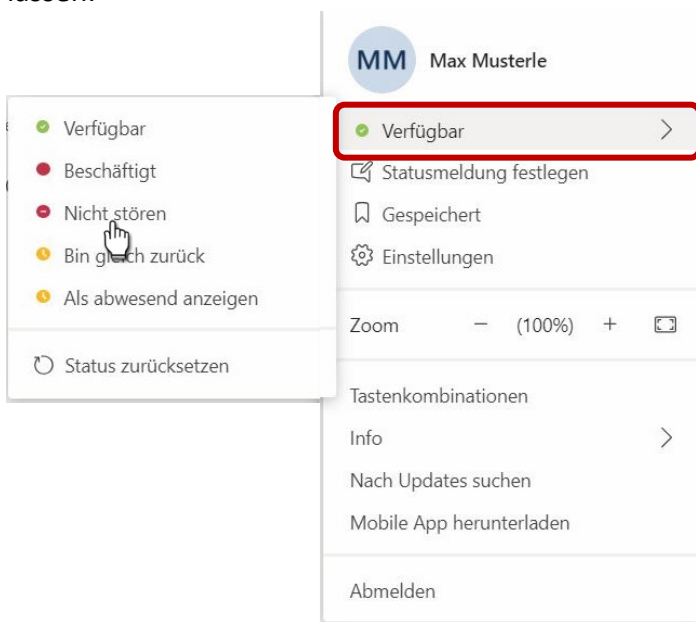 MM Max Musterle
Verfügbar
Beschäftigt
Nicht stören
Bin gleich zurück
Als abwesend anzeigen
Status zurücksetzen
Verfügbar
Statusmeldung festlegen
Gespeichert
Einstellungen
Zoom − (100%) +
Tastenkombinationen
Info
Nach Updates suchen
Mobile App herunterladen
Abmelden